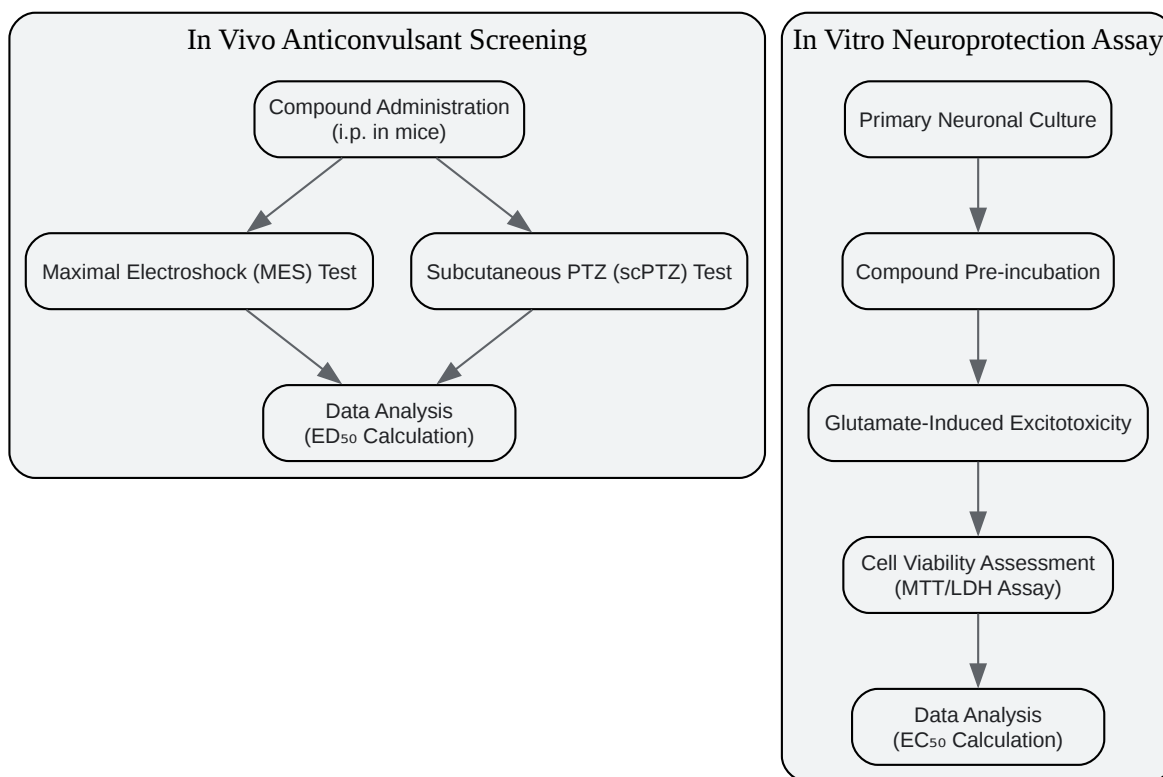 In Vivo Anticonvulsant Screening
Compound Administration
(i.p. in mice)
Maximal Electroshock (MES) Test
Subcutaneous PTZ (scPTZ) Test
Data Analysis
(ED₅₀ Calculation)
In Vitro Neuroprotection Assay
Primary Neuronal Culture
Compound Pre-incubation
Glutamate-Induced Excitotoxicity
Cell Viability Assessment
(MTT/LDH Assay)
Data Analysis
(EC₅₀ Calculation)